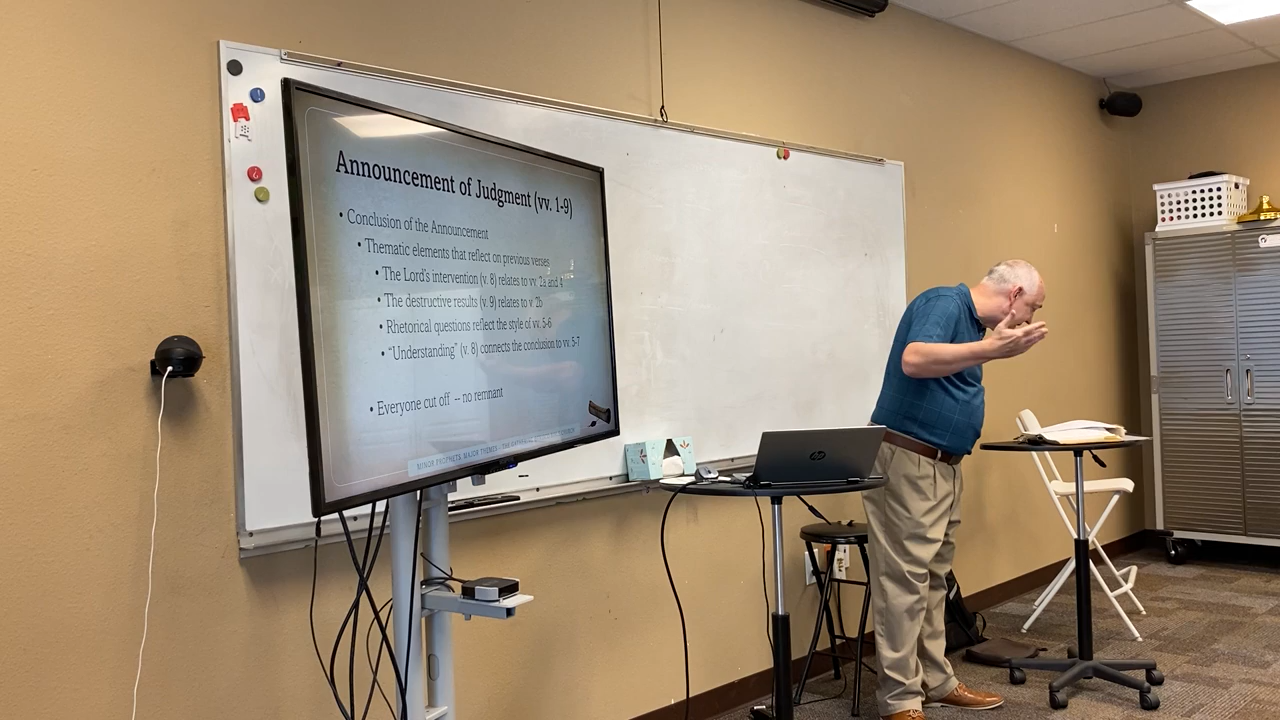 Announcement of Judgment (vv. 1-9)
• Conclusion of the Announcement
• Thematic elements that reflect on previous verses
• The Lord's intervention (v. 8) relates to vv. 2a and 4
• The destructive results (v. 9) relates to v. 2b
• Rhetorical questions reflect the style of vv. 5-6
• "Understanding" (v. 8) connects the conclusion to vv. 5-7
• Everyone cut off -- no remnant
MINOR PROPHETS, MAJOR THEMES - THE GATHERING
hp